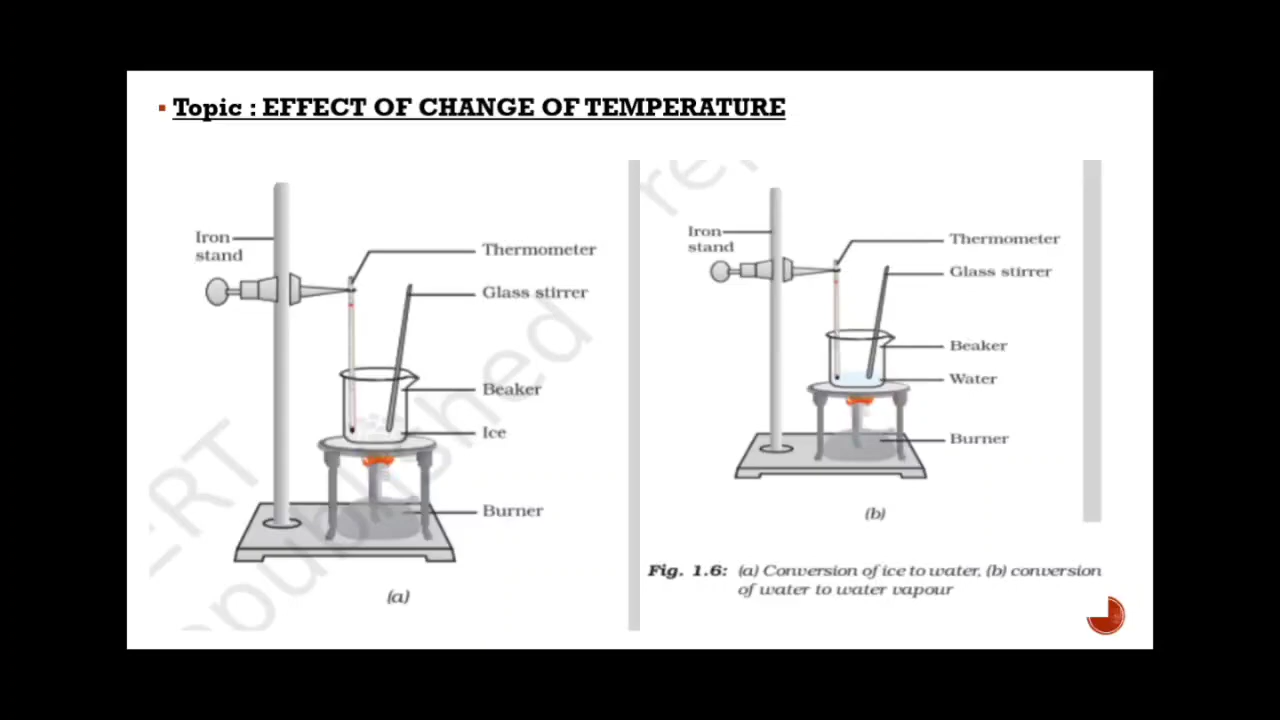 ▪ Topic : EFFECT OF CHANGE OF TEMPERATURE
Iron
stand
Thermometer
Glass stirrer
Beaker
Ice
Burner
(a)
Iron
stand
Thermometer
Glass stirrer
Beaker
Water
Burner
(b)
Fig. 1.6: (a) Conversion of ice to water, (b) conversion
of water to water vapour